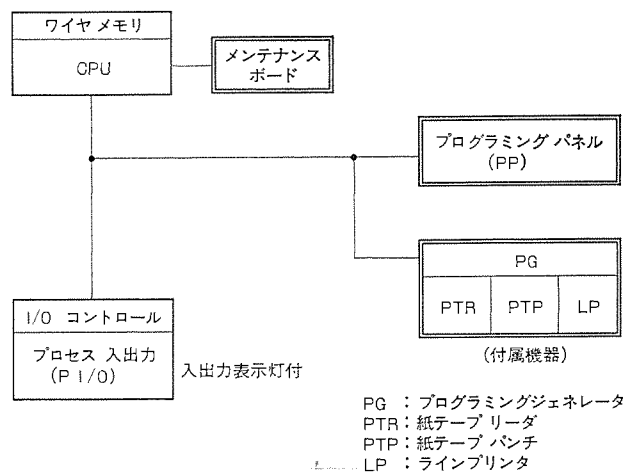 ワイヤ メモリ
CPU
メンテナンス
ボード
プログラミング パネル
(PP)
PG
PTR
PTP
LP
(付属機器)
I/O コントロール
プロセス 入出力
(P I/O)
入出力表示灯付
PG : プログラミングジェネレータ
PTR : 紙テープ リーダ
PTP : 紙テープ パンチ
LP : ラインプリンタ